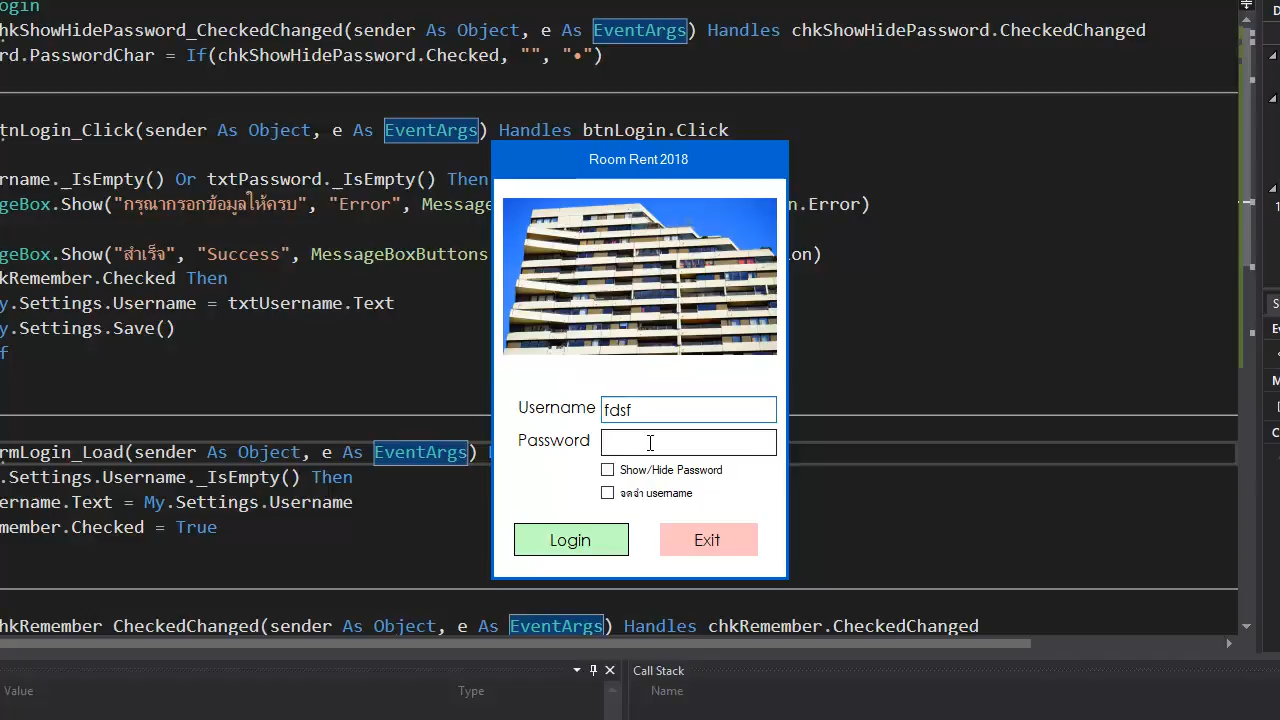 ogin
hkShowHidePassword_CheckedChanged(sender As Object, e As EventArgs) Handles chkShowHidePassword.CheckedChanged
rd.PasswordChar = If(chkShowHidePassword.Checked, "", "•")
tnLogin_Click(sender As Object, e As EventArgs) Handles btnLogin.Click
rname._IsEmpty() Or txtPassword._IsEmpty() Then
geBox.Show("กรุณากรอกข้อมูลให้ครบ", "Error", Message n.Error)
geBox.Show("สำเร็จ", "Success", MessageBoxButtons on)
hkRemember.Checked Then
y.Settings.Username = txtUsername.Text
y.Settings.Save()
f
rmLogin_Load(sender As Object, e As EventArgs)
.Settings.Username._IsEmpty() Then
ername.Text = My.Settings.Username
member.Checked = True
hkRemember_CheckedChanged(sender As Object, e As EventArgs) Handles chkRemember.CheckedChanged
Room Rent 2018
Username fdsf
Password
Show/Hide Password
จดจำ username
Login Exit
Value Type
Call Stack
Name